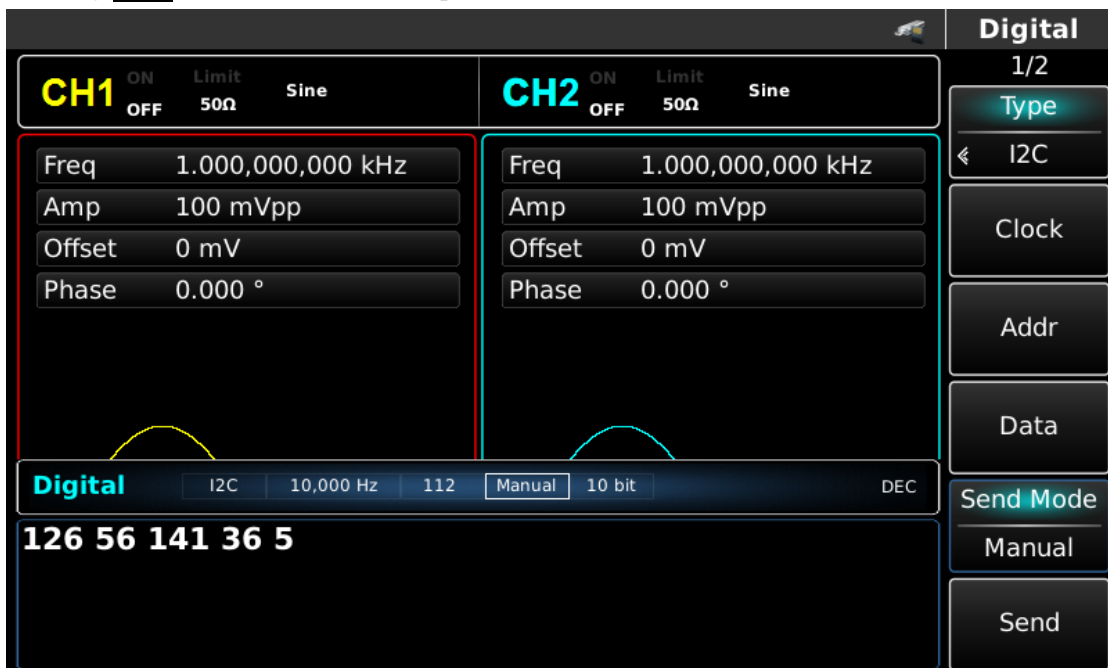 Digital
1/2
CH1 ON OFF Limit 50Ω Sine
CH2 ON OFF Limit 50Ω Sine
Type
I2C
Freq 1.000,000,000 kHz
Amp 100 mVpp
Offset 0 mV
Phase 0.000 °
Freq 1.000,000,000 kHz
Amp 100 mVpp
Offset 0 mV
Phase 0.000 °
Clock
Addr
Data
Digital I2C 10,000 Hz 112 Manual 10 bit DEC
126 56 141 36 5
Send Mode
Manual
Send